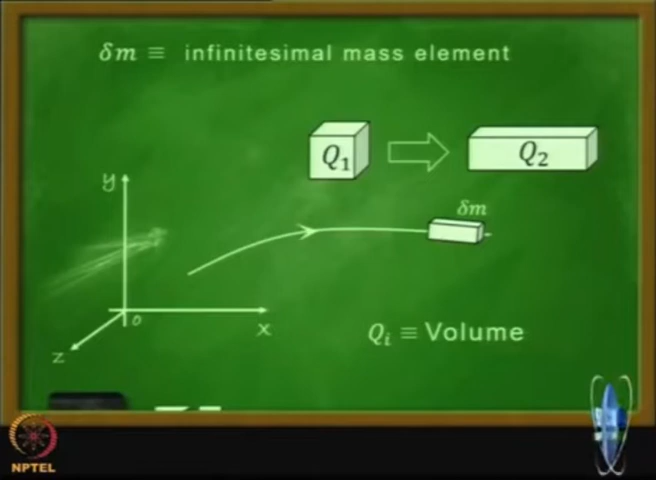 δm ≡ infinitesimal mass element
Q₁ Q₂
y
δm
o
x
Qᵢ ≡ Volume
z
NPTEL